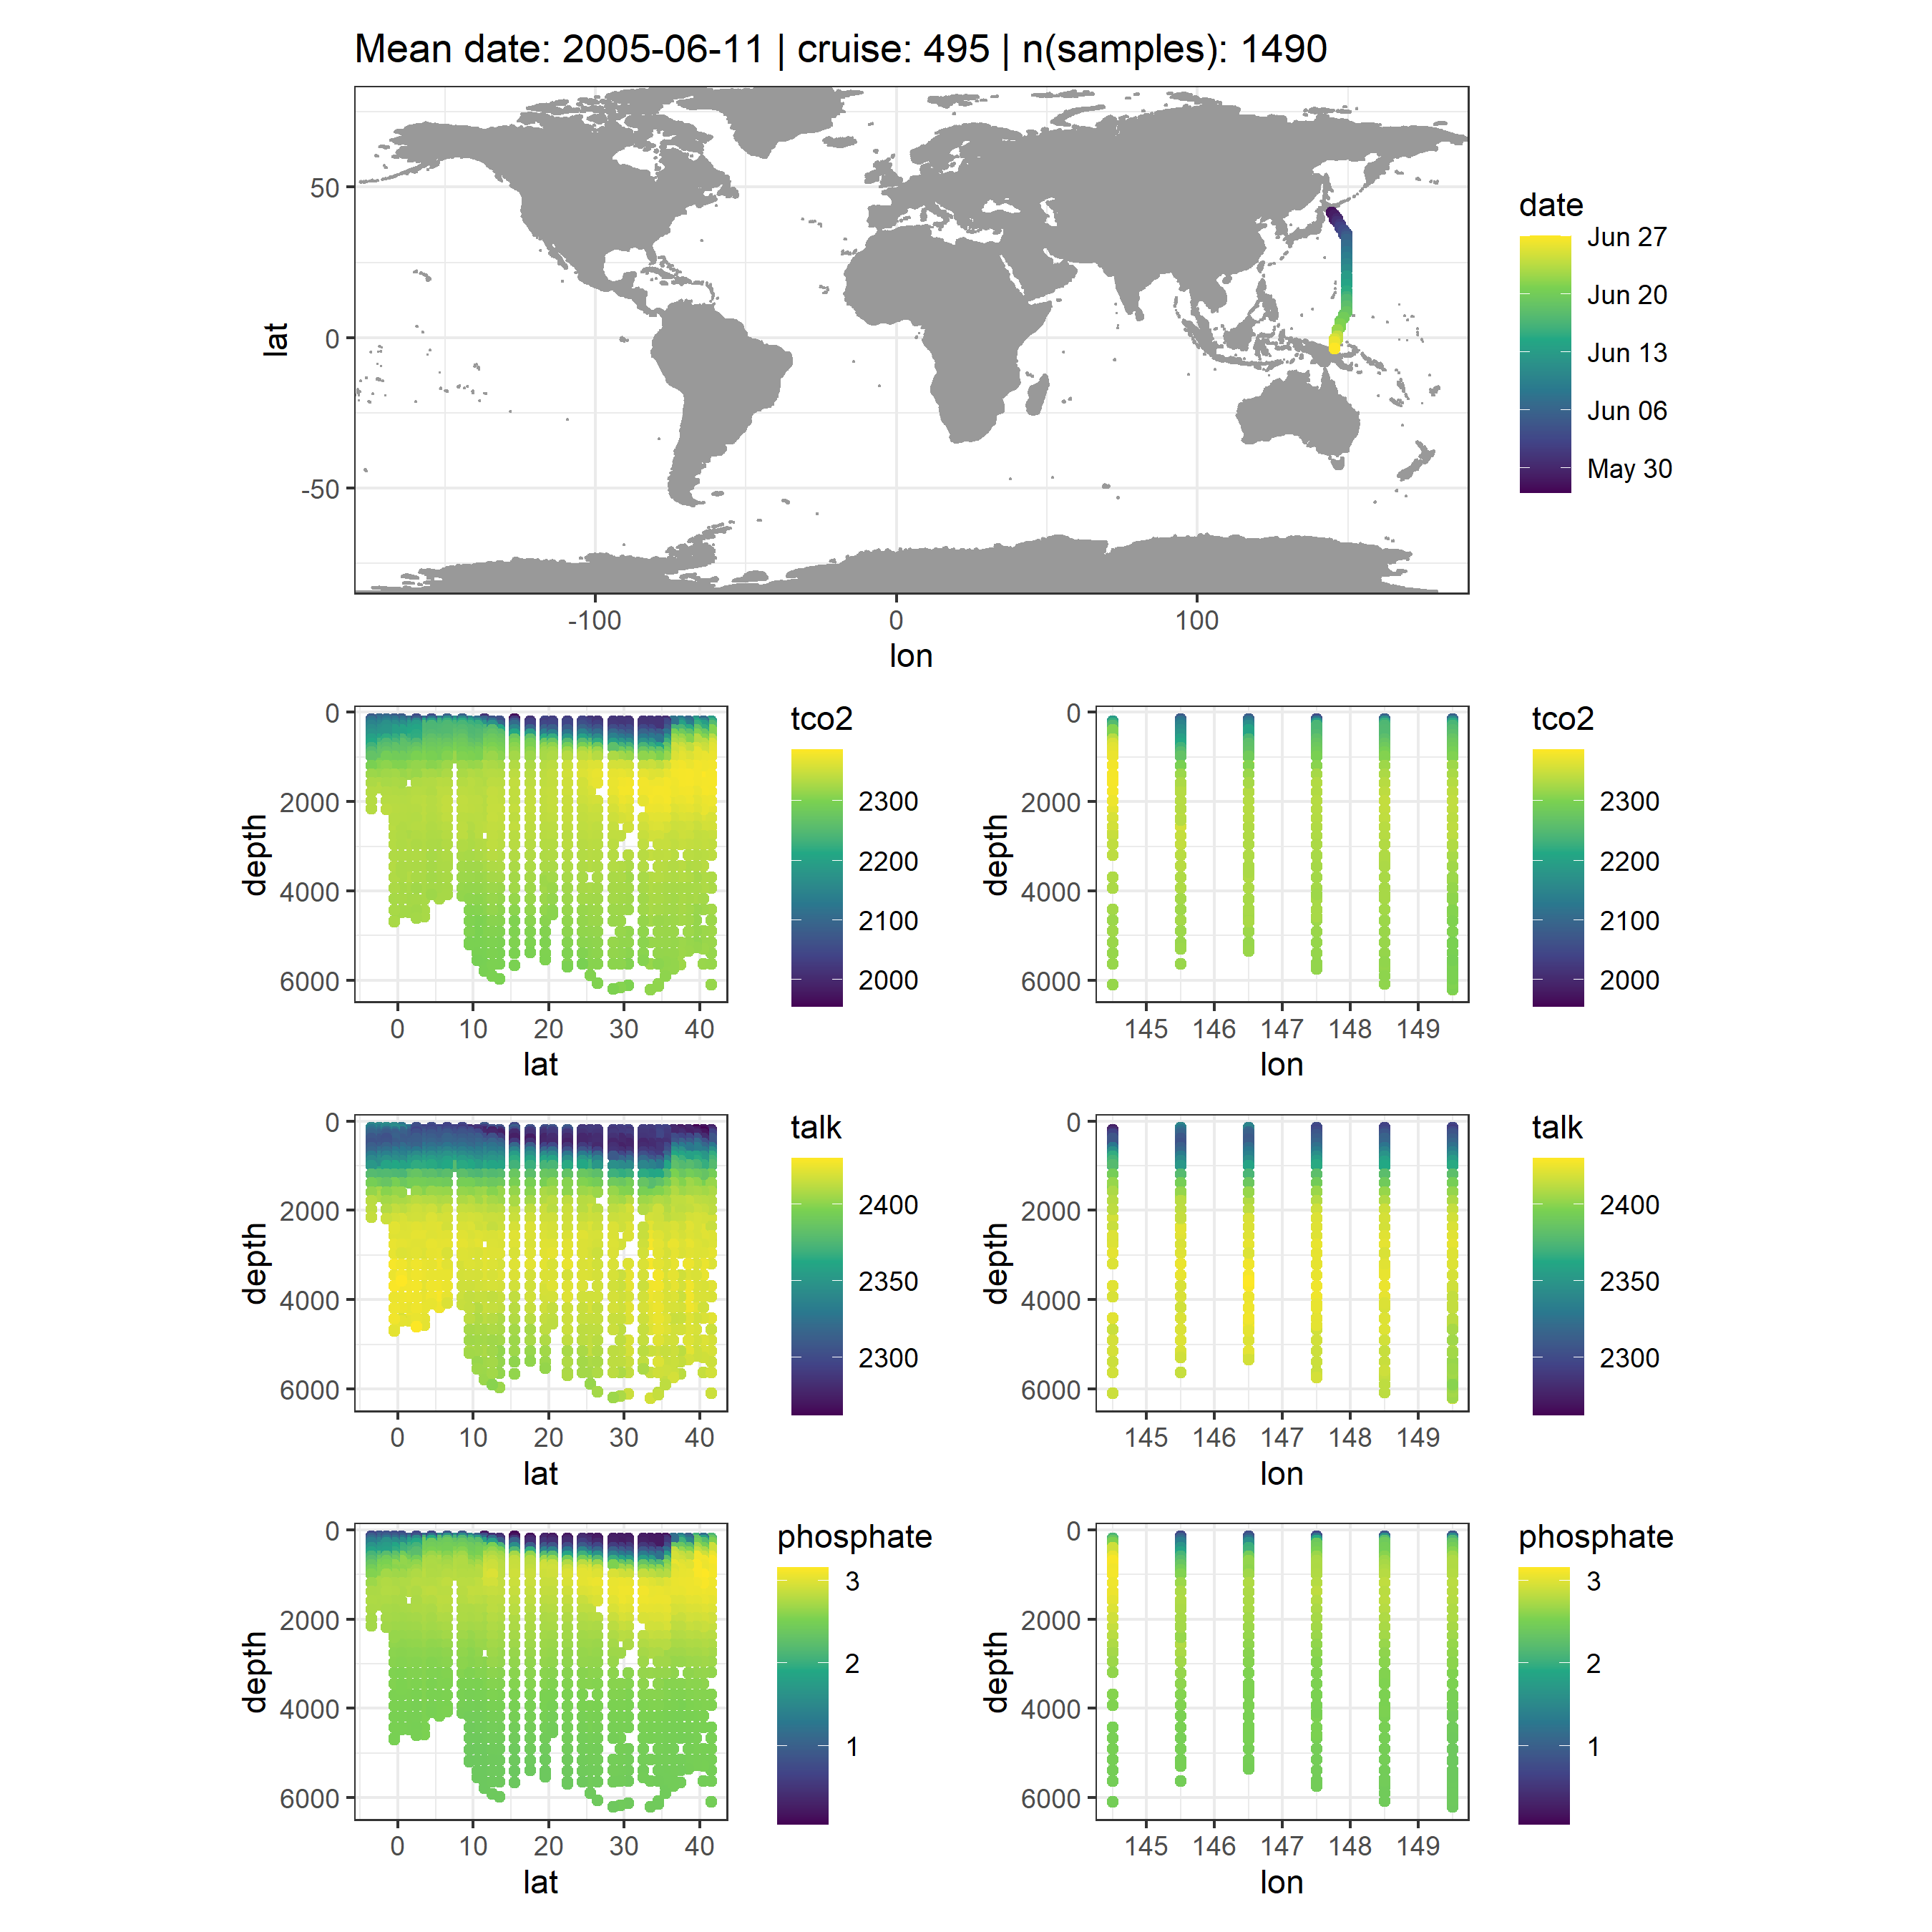 Mean date: 2005-06-11 | cruise: 495 | n(samples): 1490
lat
50
0
-50
-100
0
100
lon
date
Jun 27
Jun 20
Jun 13
Jun 06
May 30
depth
0
2000
4000
6000
0
10
20
30
40
lat
tco2
2300
2200
2100
2000
depth
0
2000
4000
6000
145
146
147
148
149
lon
tco2
2300
2200
2100
2000
depth
0
2000
4000
6000
0
10
20
30
40
lat
talk
2400
2350
2300
depth
0
2000
4000
6000
145
146
147
148
149
lon
talk
2400
2350
2300
depth
0
2000
4000
6000
0
10
20
30
40
lat
phosphate
3
2
1
depth
0
2000
4000
6000
145
146
147
148
149
lon
phosphate
3
2
1